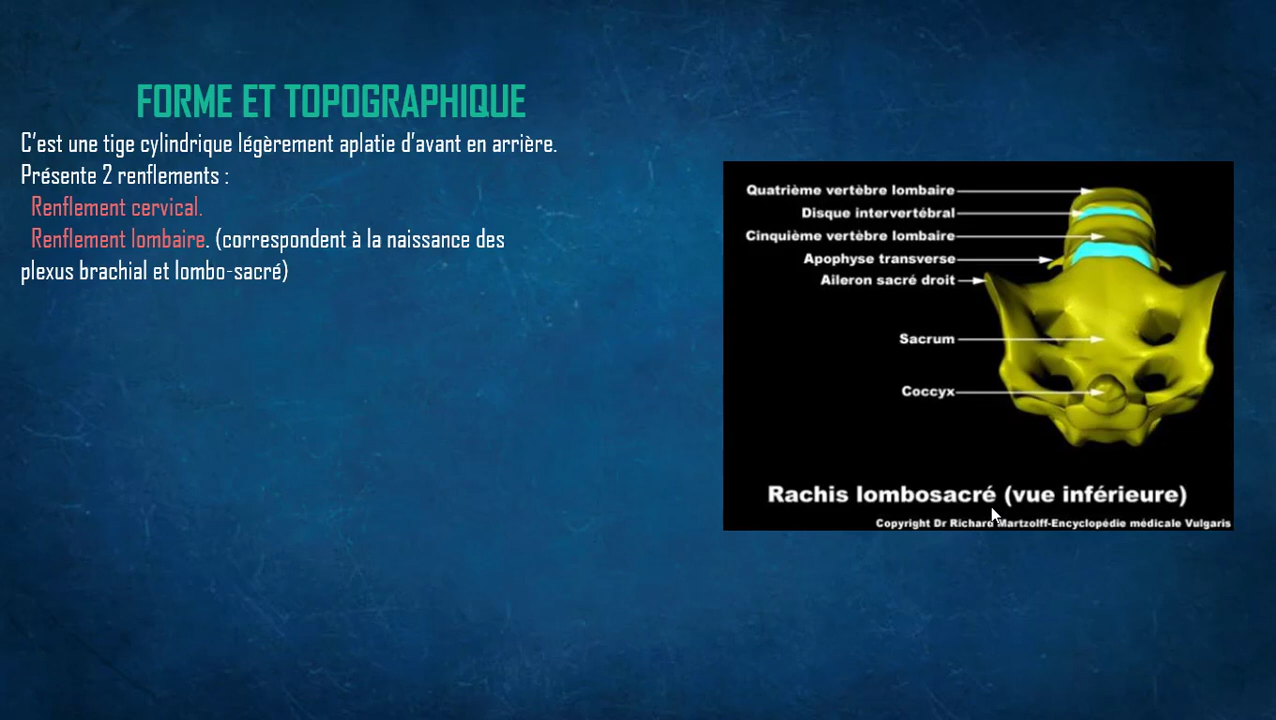 FORME ET TOPOGRAPHIQUE
C'est une tige cylindrique légèrement aplatie d'avant en arrière.
Présente 2 renflements :
Renflement cervical.
Renflement lombaire. (correspondent à la naissance des
plexus brachial et lombo-sacré)
Quatrième vertèbre lombaire
Disque intervertébral
Cinquième vertèbre lombaire
Apophyse transverse
Aileron sacré droit
Sacrum
Coccyx
Rachis lombosacré (vue inférieure)
Copyright Dr Richard Martzolff-Encyclopédie médicale Vulgaris